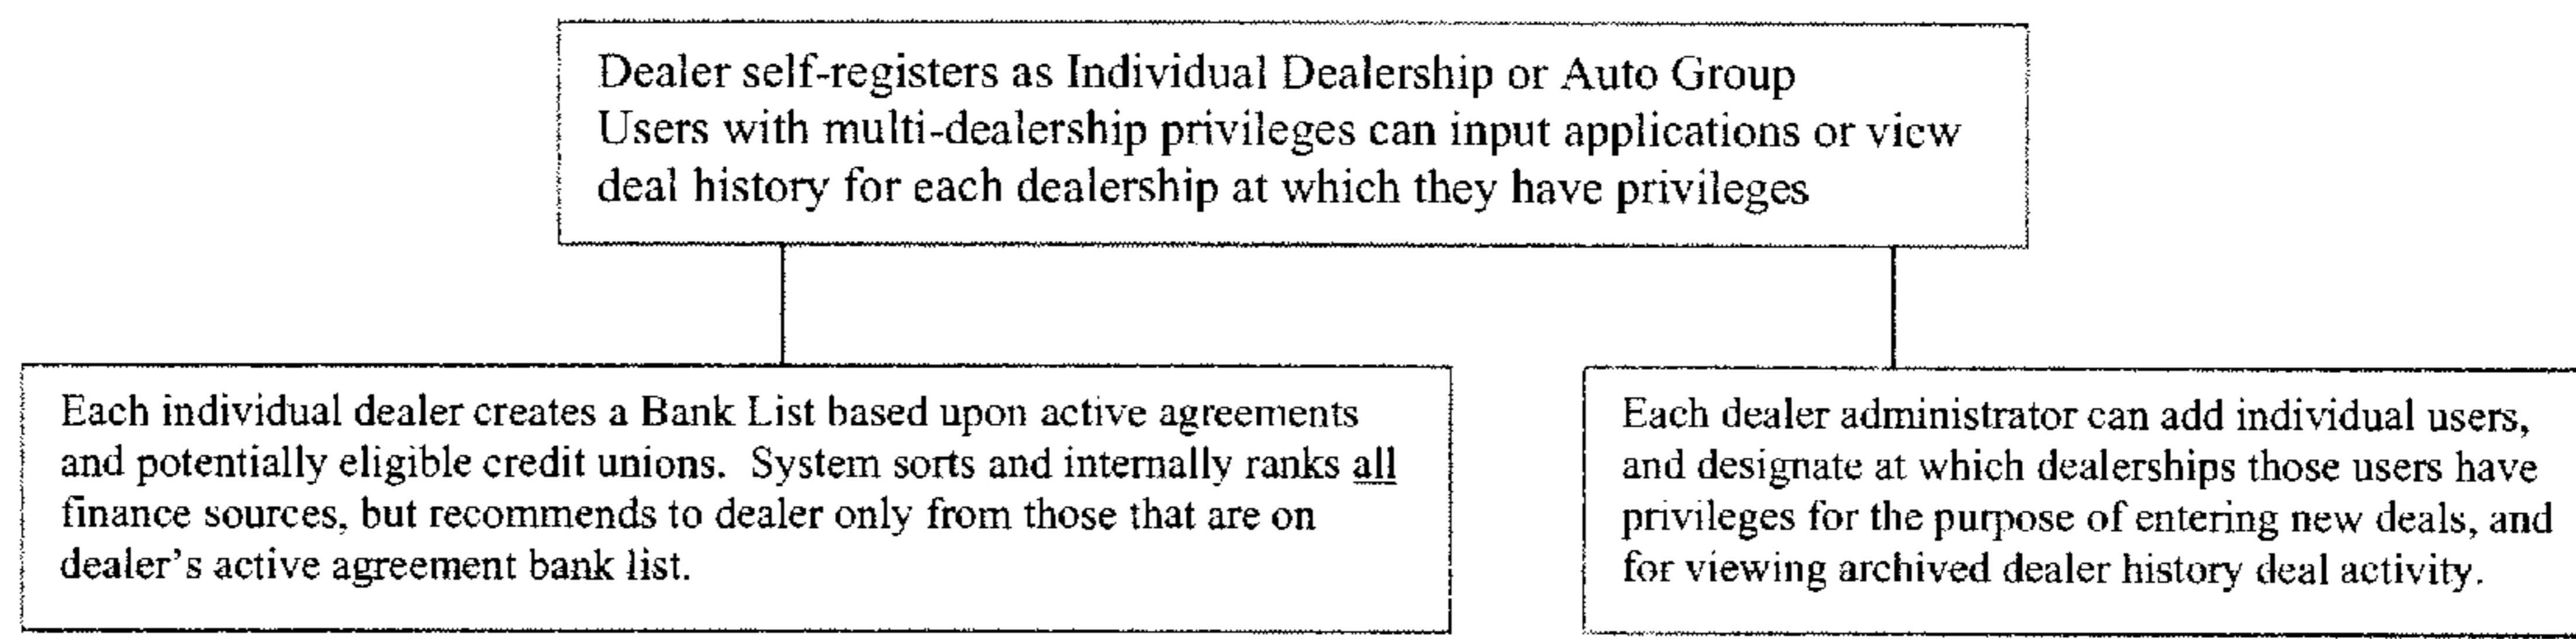 Dealer self-registers as Individual Dealership or Auto Group
Users with multi-dealership privileges can input applications or view
deal history for each dealership at which they have privileges
Each individual dealer creates a Bank List based upon active agreements
and potentially eligible credit unions.  System sorts and internally ranks all
finance sources, but recommends to dealer only from those that are on
dealer's active agreement bank list.
Each dealer administrator can add individual users,
and designate at which dealerships those users have
privileges for the purpose of entering new deals, and
for viewing archived dealer history deal activity.